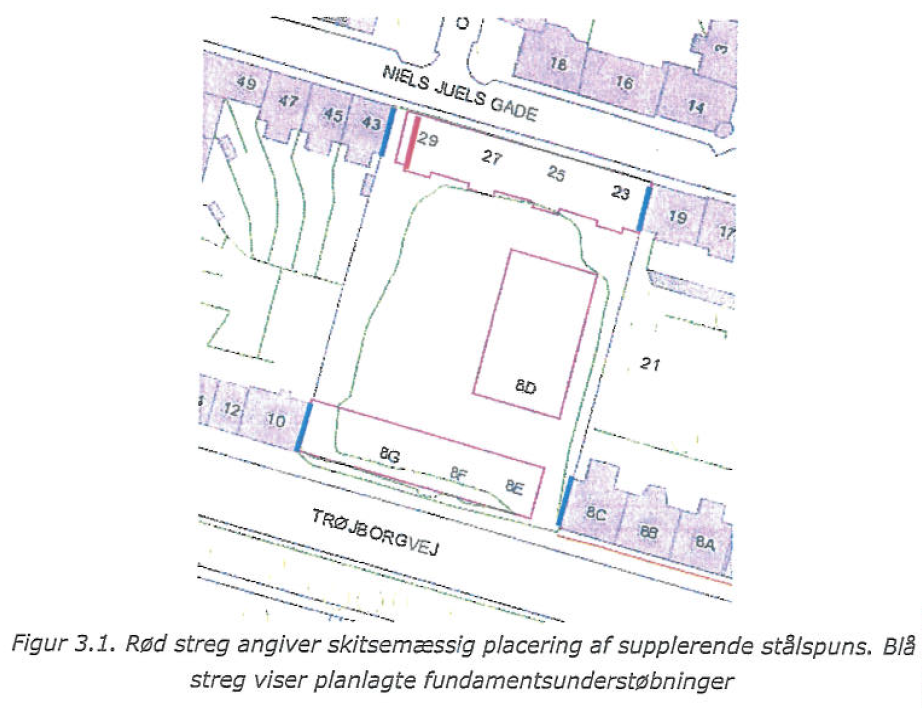 O
NIELS JUELS GADE
18
16
14
3
49
47
45
43
29
27
25
23
19
17
21
8D
12
10
8G
8F
8E
8C
8B
8A
TRØJBORGVEJ
Figur 3.1. Rød streg angiver skitsemæssig placering af supplerende stålspuns. Blå
streg viser planlagte fundamentsunderstøbninger